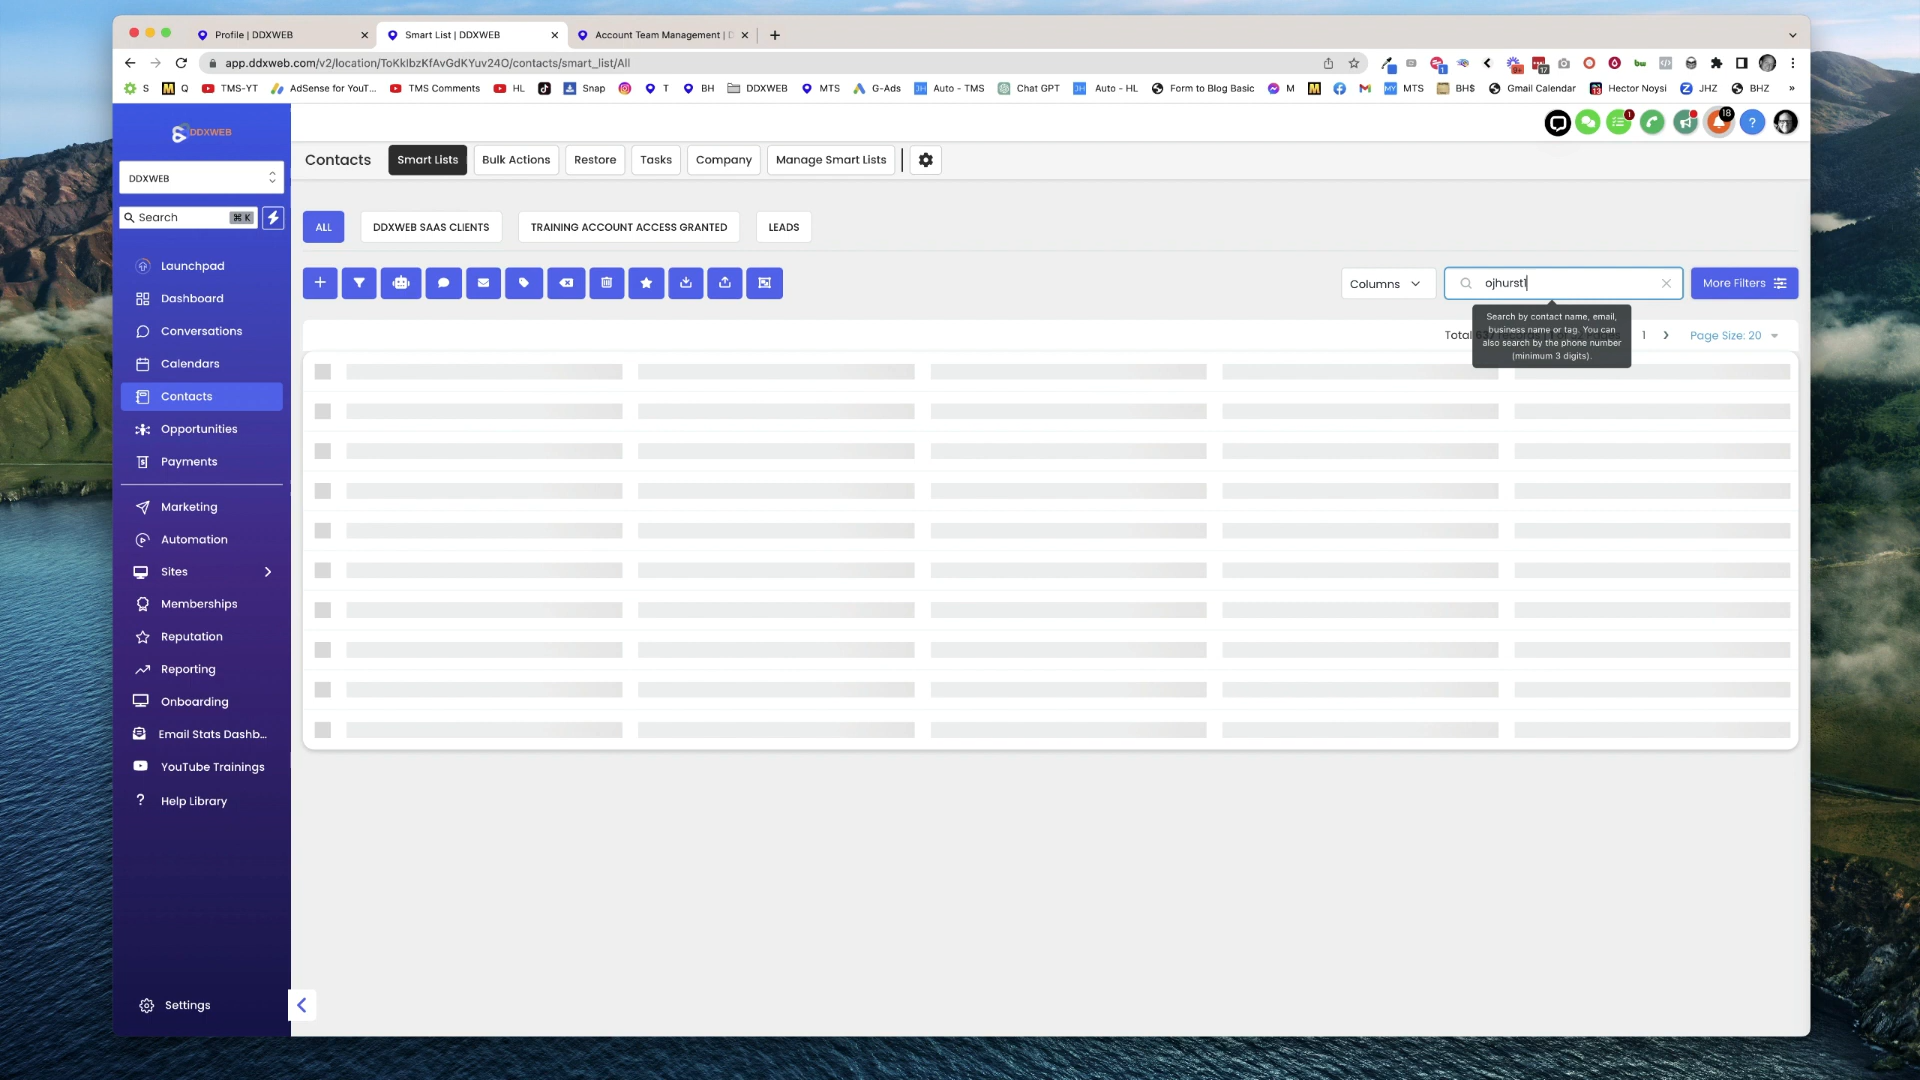 Profile | DDXWEB
Smart List | DDXWEB
Account Team Management | D
app.ddxweb.com/v2/location/ToKkIbzKfAvGdKYuv24O/contacts/smart_list/All
S
Q
TMS-YT
AdSense for YouT...
TMS Comments
HL
Snap
T
BH
DDXWEB
MTS
G-Ads
Auto - TMS
Chat GPT
Auto - HL
Form to Blog Basic
M
MTS
BH$
Gmail Calendar
Hector Noysi
JHZ
BHZ
»
DDXWEB
1
18
?
DDXWEB
Contacts
Smart Lists
Bulk Actions
Restore
Tasks
Company
Manage Smart Lists
Search
⌘ K
ALL
DDXWEB SAAS CLIENTS
TRAINING ACCOUNT ACCESS GRANTED
LEADS
Columns
ojhurst1
More Filters
Search by contact name, email,
business name or tag. You can
also search by the phone number
(minimum 3 digits).
Total
1
Page Size: 20
Launchpad
Dashboard
Conversations
Calendars
Contacts
Opportunities
Payments
Marketing
Automation
Sites
Memberships
Reputation
Reporting
Onboarding
Email Stats Dashb...
YouTube Trainings
? Help Library
Settings